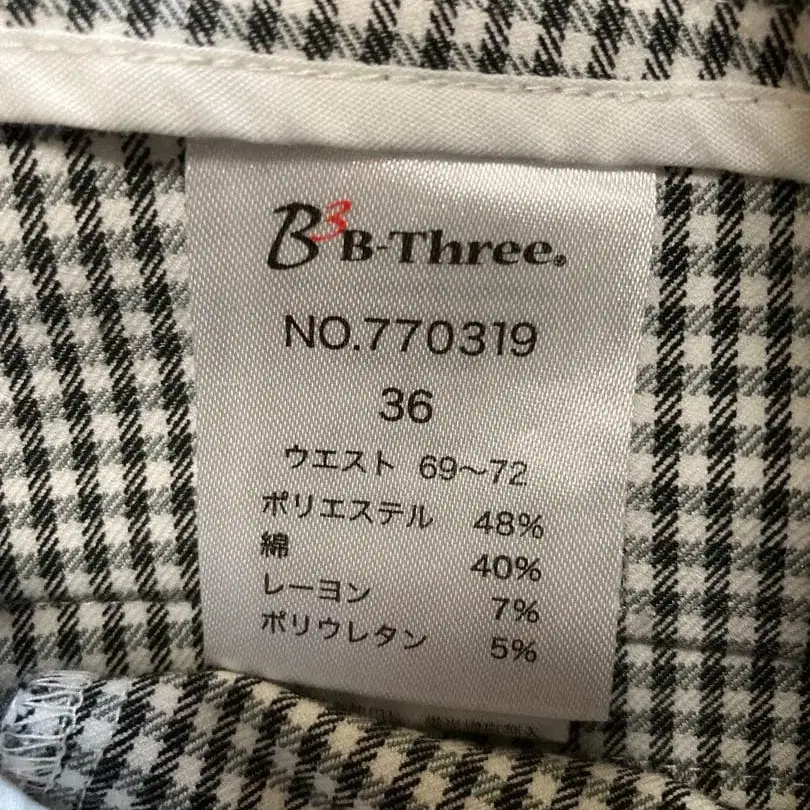 B3 B-Three®
NO.770319
36
ウエスト 69〜72
ポリエステル 48%
綿 40%
レーヨン 7%
ポリウレタン 5%